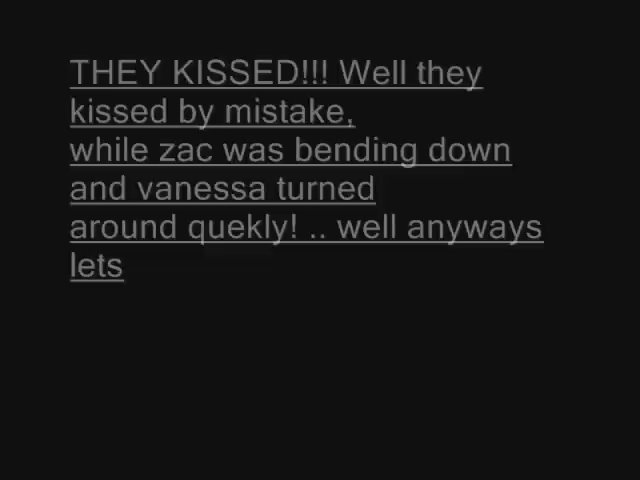 THEY KISSED!!! Well they
kissed by mistake,
while zac was bending down
and vanessa turned
around quekly! .. well anyways
lets